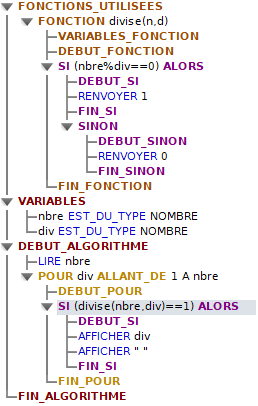 FONCTIONS_UTILISEES
FONCTION divise(n,d)
VARIABLES_FONCTION
DEBUT_FONCTION
SI (nbre%div==0) ALORS
DEBUT_SI
RENVOYER 1
FIN_SI
SINON
DEBUT_SINON
RENVOYER 0
FIN_SINON
FIN_FONCTION
VARIABLES
nbre EST_DU_TYPE NOMBRE
div EST_DU_TYPE NOMBRE
DEBUT_ALGORITHME
LIRE nbre
POUR div ALLANT_DE 1 A nbre
DEBUT_POUR
SI (divise(nbre,div)==1) ALORS
DEBUT_SI
AFFICHER div
AFFICHER " "
FIN_SI
FIN_POUR
FIN_ALGORITHME